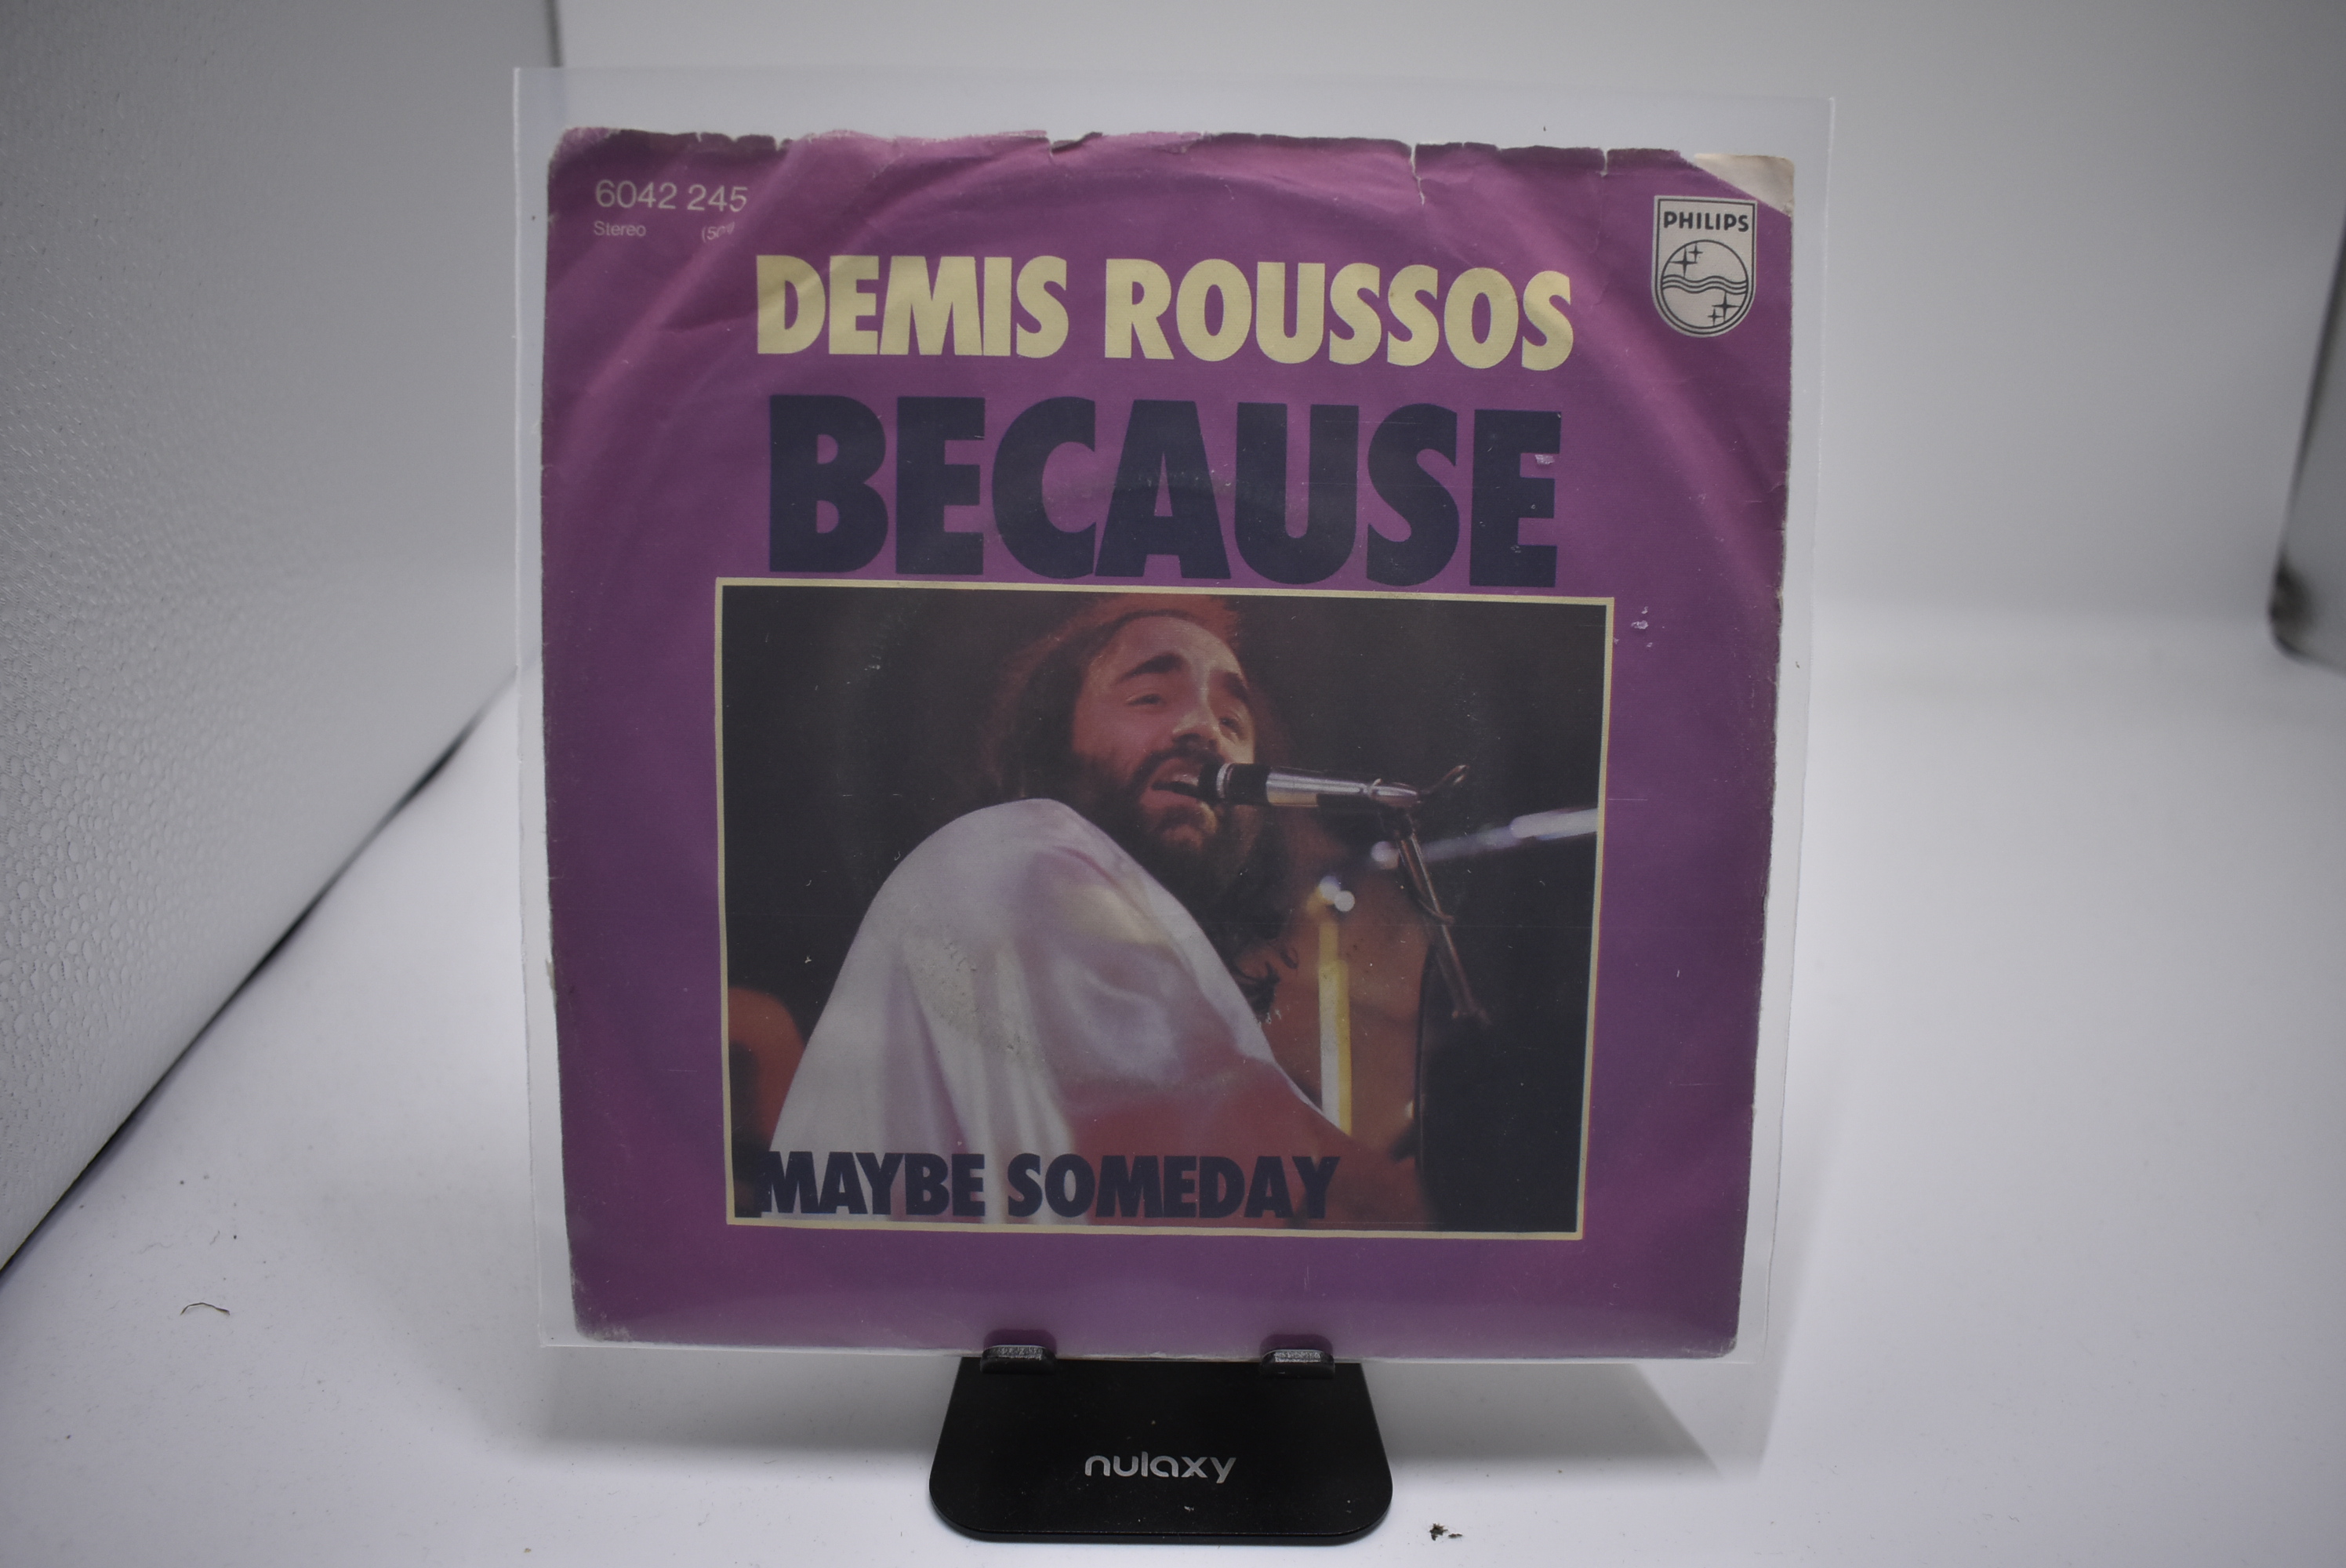 6042 245
Stereo
PHILIPS
DEMIS ROUSSOS
BECAUSE
MAYBE SOMEDAY
nulaxy